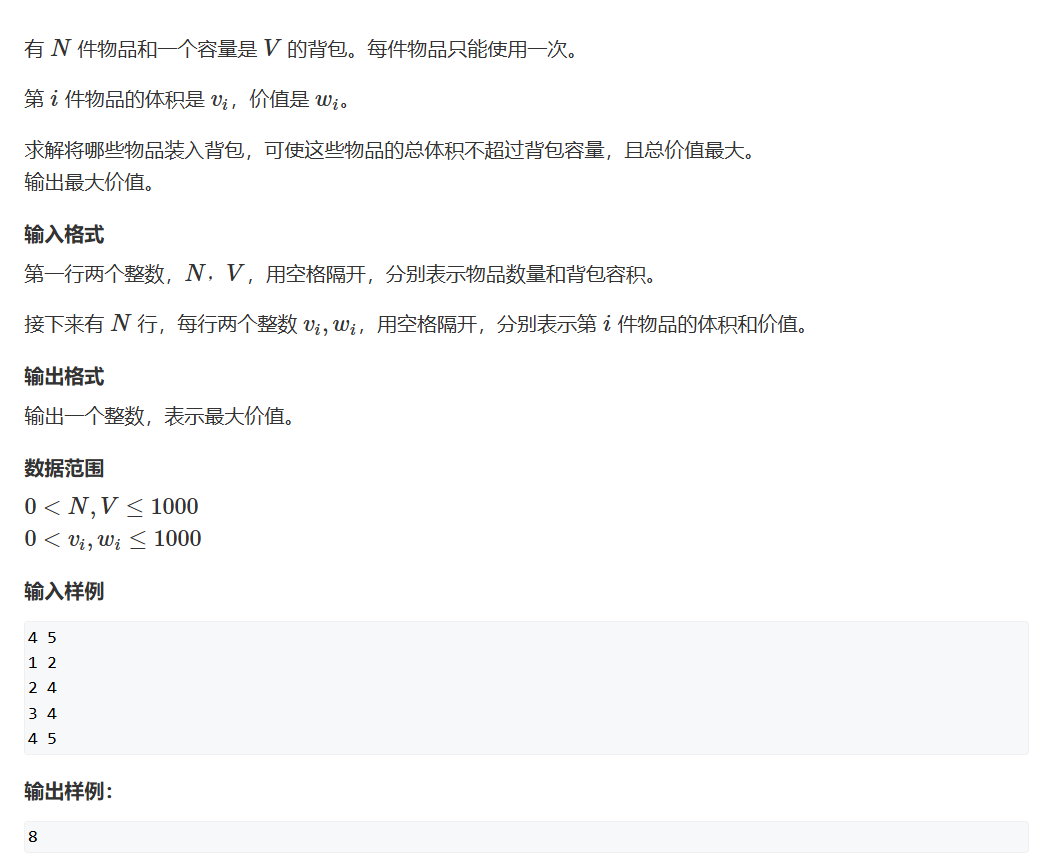 有 N 件物品和一个容量是 V 的背包。每件物品只能使用一次。
第 i 件物品的体积是 vᵢ，价值是 wᵢ。
求解将哪些物品装入背包，可使这些物品的总体积不超过背包容量，且总价值最大。
输出最大价值。
输入格式
第一行两个整数，N，V，用空格隔开，分别表示物品数量和背包容积。
接下来有 N 行，每行两个整数 vᵢ, wᵢ，用空格隔开，分别表示第 i 件物品的体积和价值。
输出格式
输出一个整数，表示最大价值。
数据范围
0 < N, V ≤ 1000
0 < vᵢ, wᵢ ≤ 1000
输入样例
4 5
1 2
2 4
3 4
4 5
输出样例：
8